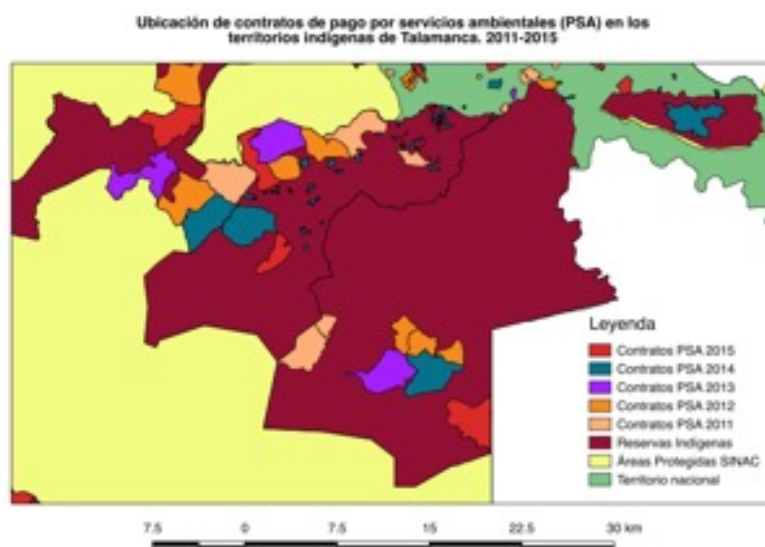 Ubicación de contratos de pago por servicios ambientales (PSA) en los
territorios indígenas de Talamanca. 2011-2015
Leyenda
Contratos PSA 2015
Contratos PSA 2014
Contratos PSA 2013
Contratos PSA 2012
Contratos PSA 2011
Reservas Indígenas
Áreas Protegidas SINAC
Territorio nacional
7.5 0 7.5 15 22.5 30 km